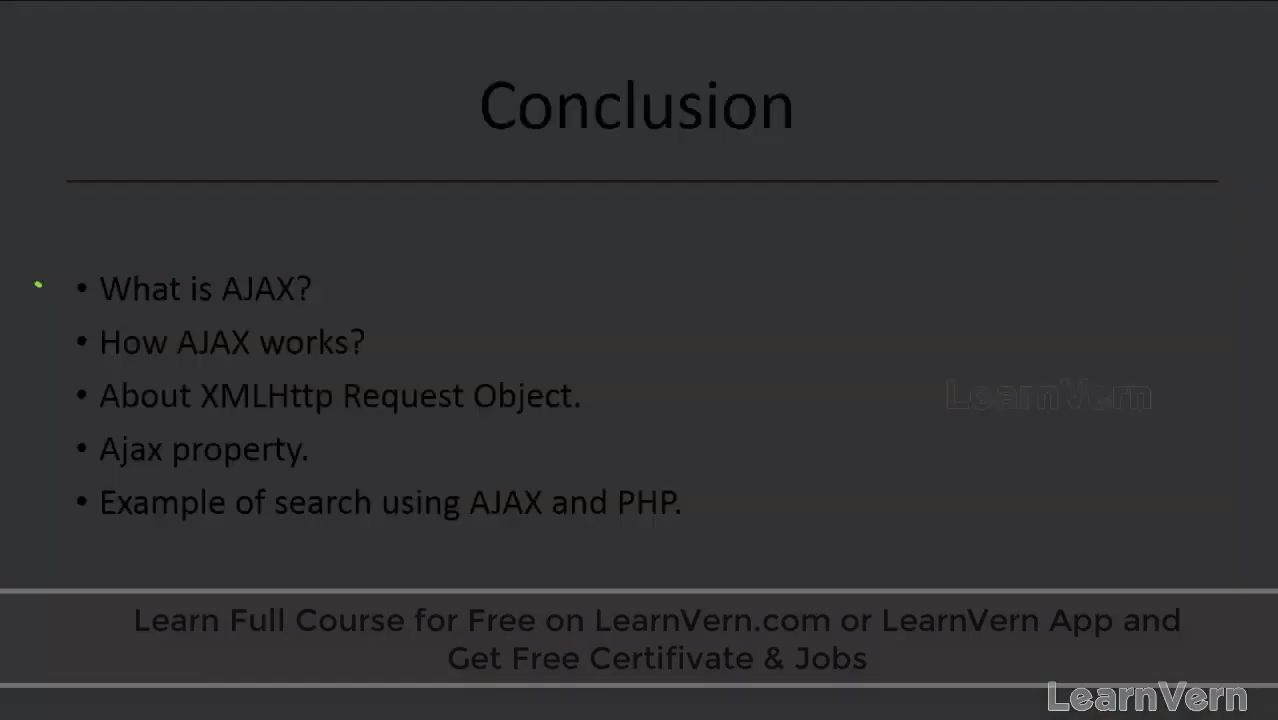 Conclusion
• What is AJAX?
• How AJAX works?
• About XMLHttp Request Object.
LearnVern
• Ajax property.
• Example of search using AJAX and PHP.
Learn Full Course for Free on LearnVern.com or LearnVern App and
Get Free Certifivate & Jobs
LearnVern